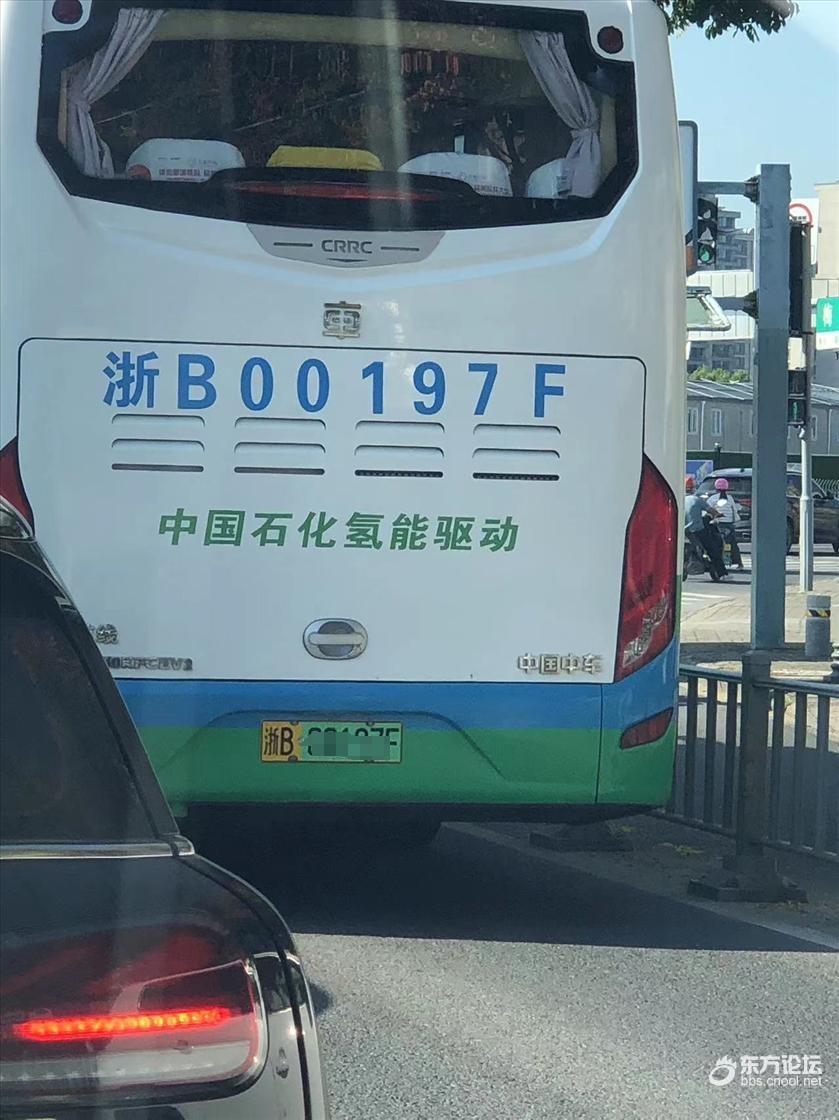 CRRC
浙B00197F
中国石化氢能驱动
中国中车
浙B
东方论坛
bbs.cnool.net